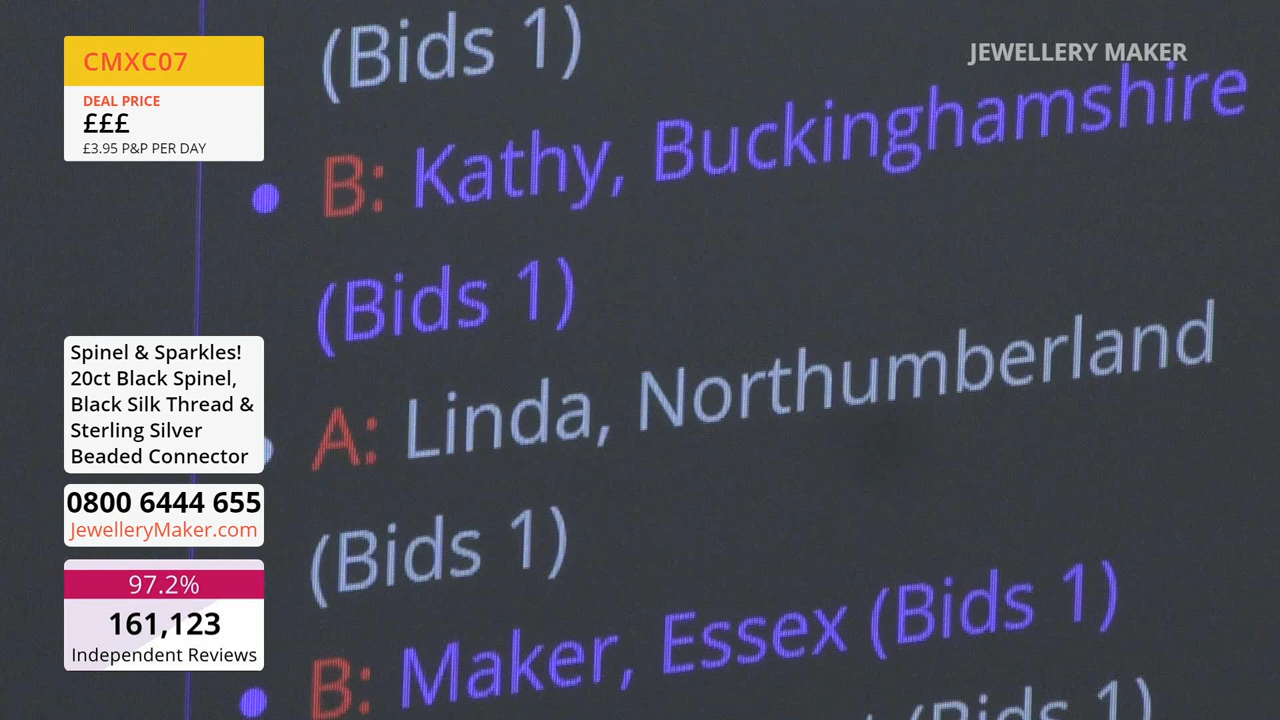 CMXC07
DEAL PRICE
£££
£3.95 P&P PER DAY
JEWELLERY MAKER
(Bids 1)
B: Kathy, Buckinghamshire
(Bids 1)
A: Linda, Northumberland
(Bids 1)
B: Maker, Essex (Bids 1)
(Bids 1)
Spinel & Sparkles!
20ct Black Spinel,
Black Silk Thread &
Sterling Silver
Beaded Connector
0800 6444 655
JewelleryMaker.com
97.2%
161,123
Independent Reviews